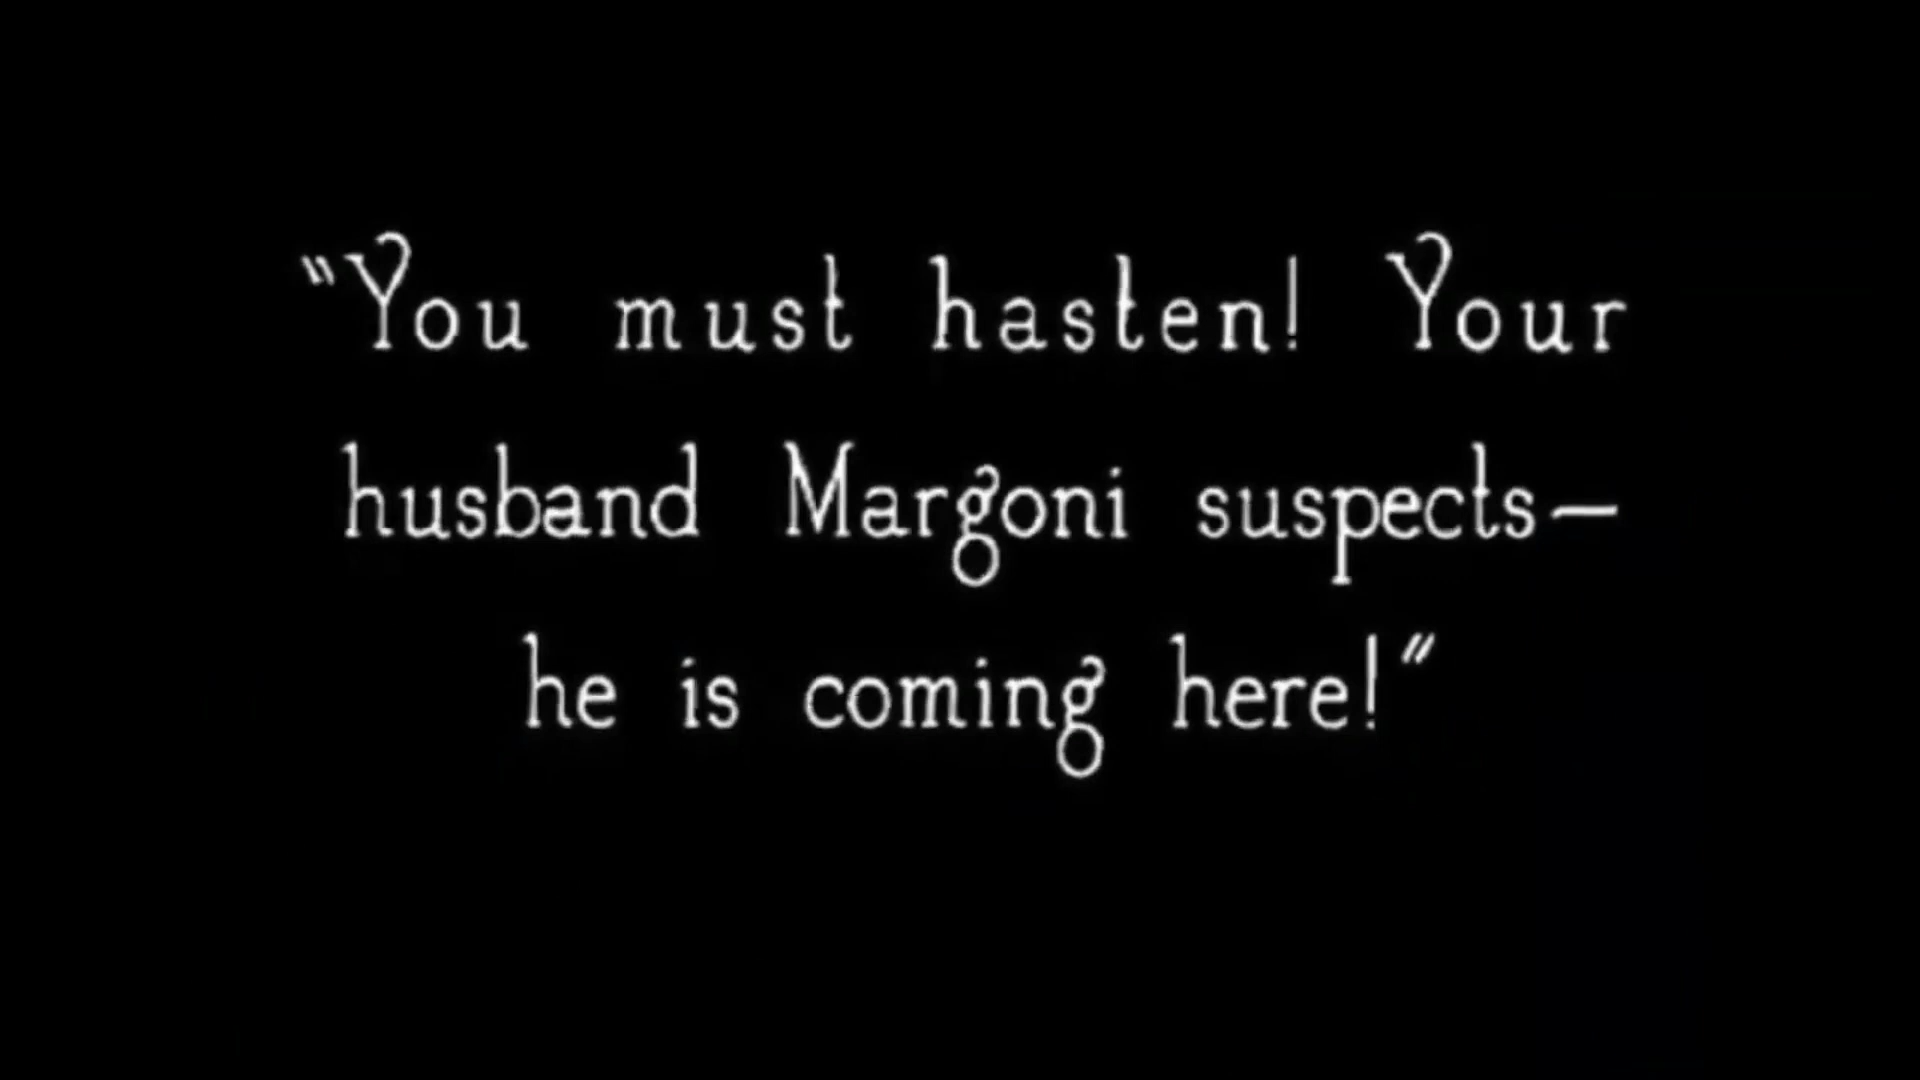 "You must hasten! Your
husband Margoni suspects—
he is coming here!"